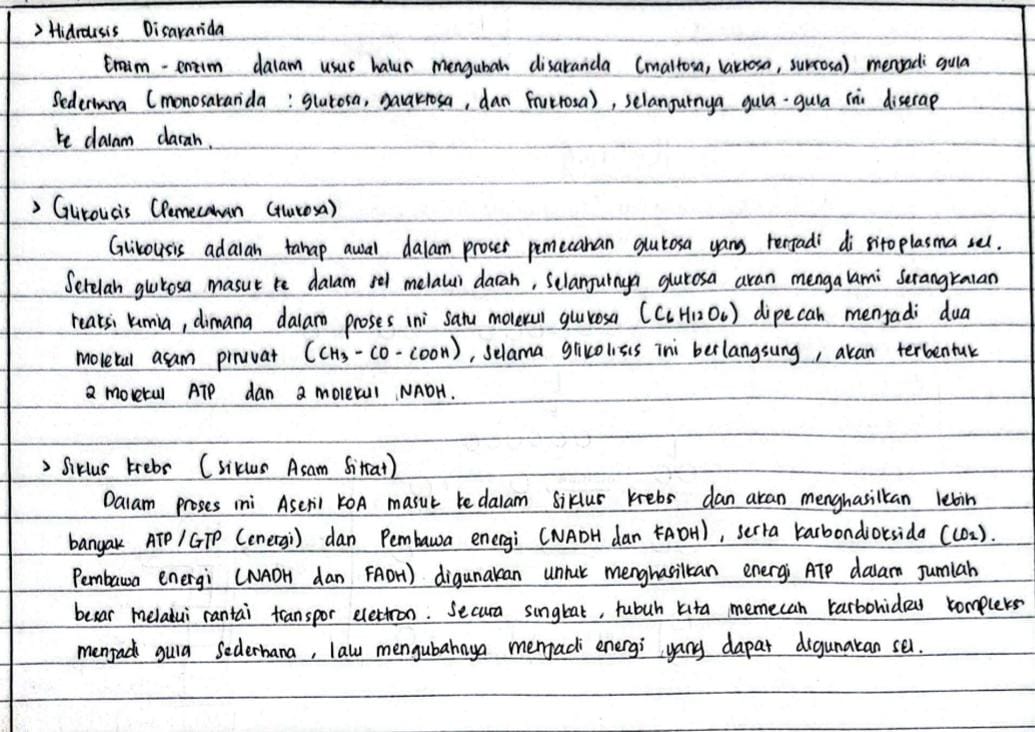 > Hidrolisis Disakarida
Enzim - enzim dalam usus halus mengubah disakarida (maltosa, laktosa, sukrosa) menjadi gula
Sederhana (monosakarida : glukosa, galaktosa, dan fruktosa), selanjutnya gula - gula ini diserap
ke dalam darah.
> Glikolisis (Pemecahan Glukosa)
Glikolisis adalah tahap awal dalam proses pemecahan glukosa yang terjadi di sitoplasma sel.
Setelah glukosa masuk ke dalam sel melalui darah, Selanjutnya glukosa akan mengalami Serangkaian
reaksi kimia, dimana dalam proses ini satu molekul glukosa (C6H12O6) dipecah menjadi dua
molekul asam piruvat (CH3 - CO - COOH), Selama glikolisis ini berlangsung, akan terbentuk
2 molekul ATP dan 2 molekul NADH.
> Siklus Krebs (siklus Asam Sitrat)
Dalam proses ini Asetil KOA masuk ke dalam Siklus Krebs dan akan menghasilkan lebih
banyak ATP/GTP (energi) dan Pembawa energi (NADH dan FADH), serta karbondioksida (CO2).
Pembawa energi (NADH dan FADH) digunakan untuk menghasilkan energi ATP dalam Jumlah
besar melalui rantai transpor electron. Secara singkat, tubuh kita memecah karbohidrat kompleks
menjadi gula Sederhana, lalu mengubahnya menjadi energi yang dapat digunakan sel.